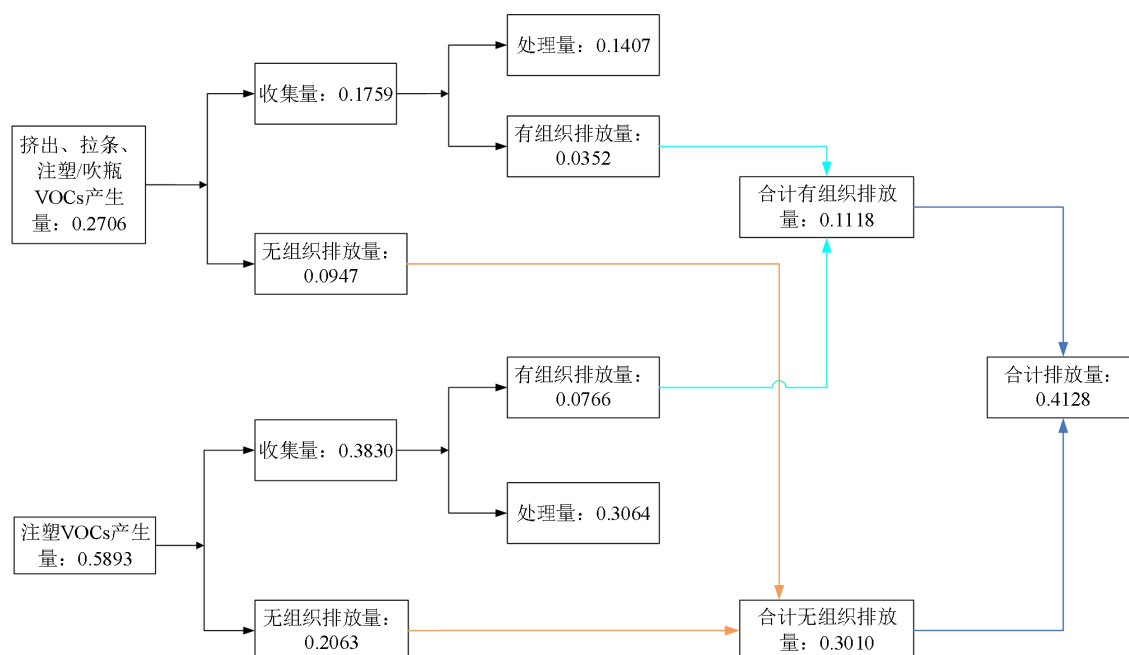 处理量：0.1407
收集量：0.1759
有组织排放量：
0.0352
挤出、拉条、
注塑/吹瓶
VOCs产生
量：0.2706
合计有组织排放
量：0.1118
无组织排放量：
0.0947
有组织排放量：
0.0766
合计排放量：
0.4128
收集量：0.3830
处理量：0.3064
注塑VOCs产生
量：0.5893
无组织排放量：
0.2063
合计无组织排放
量：0.3010